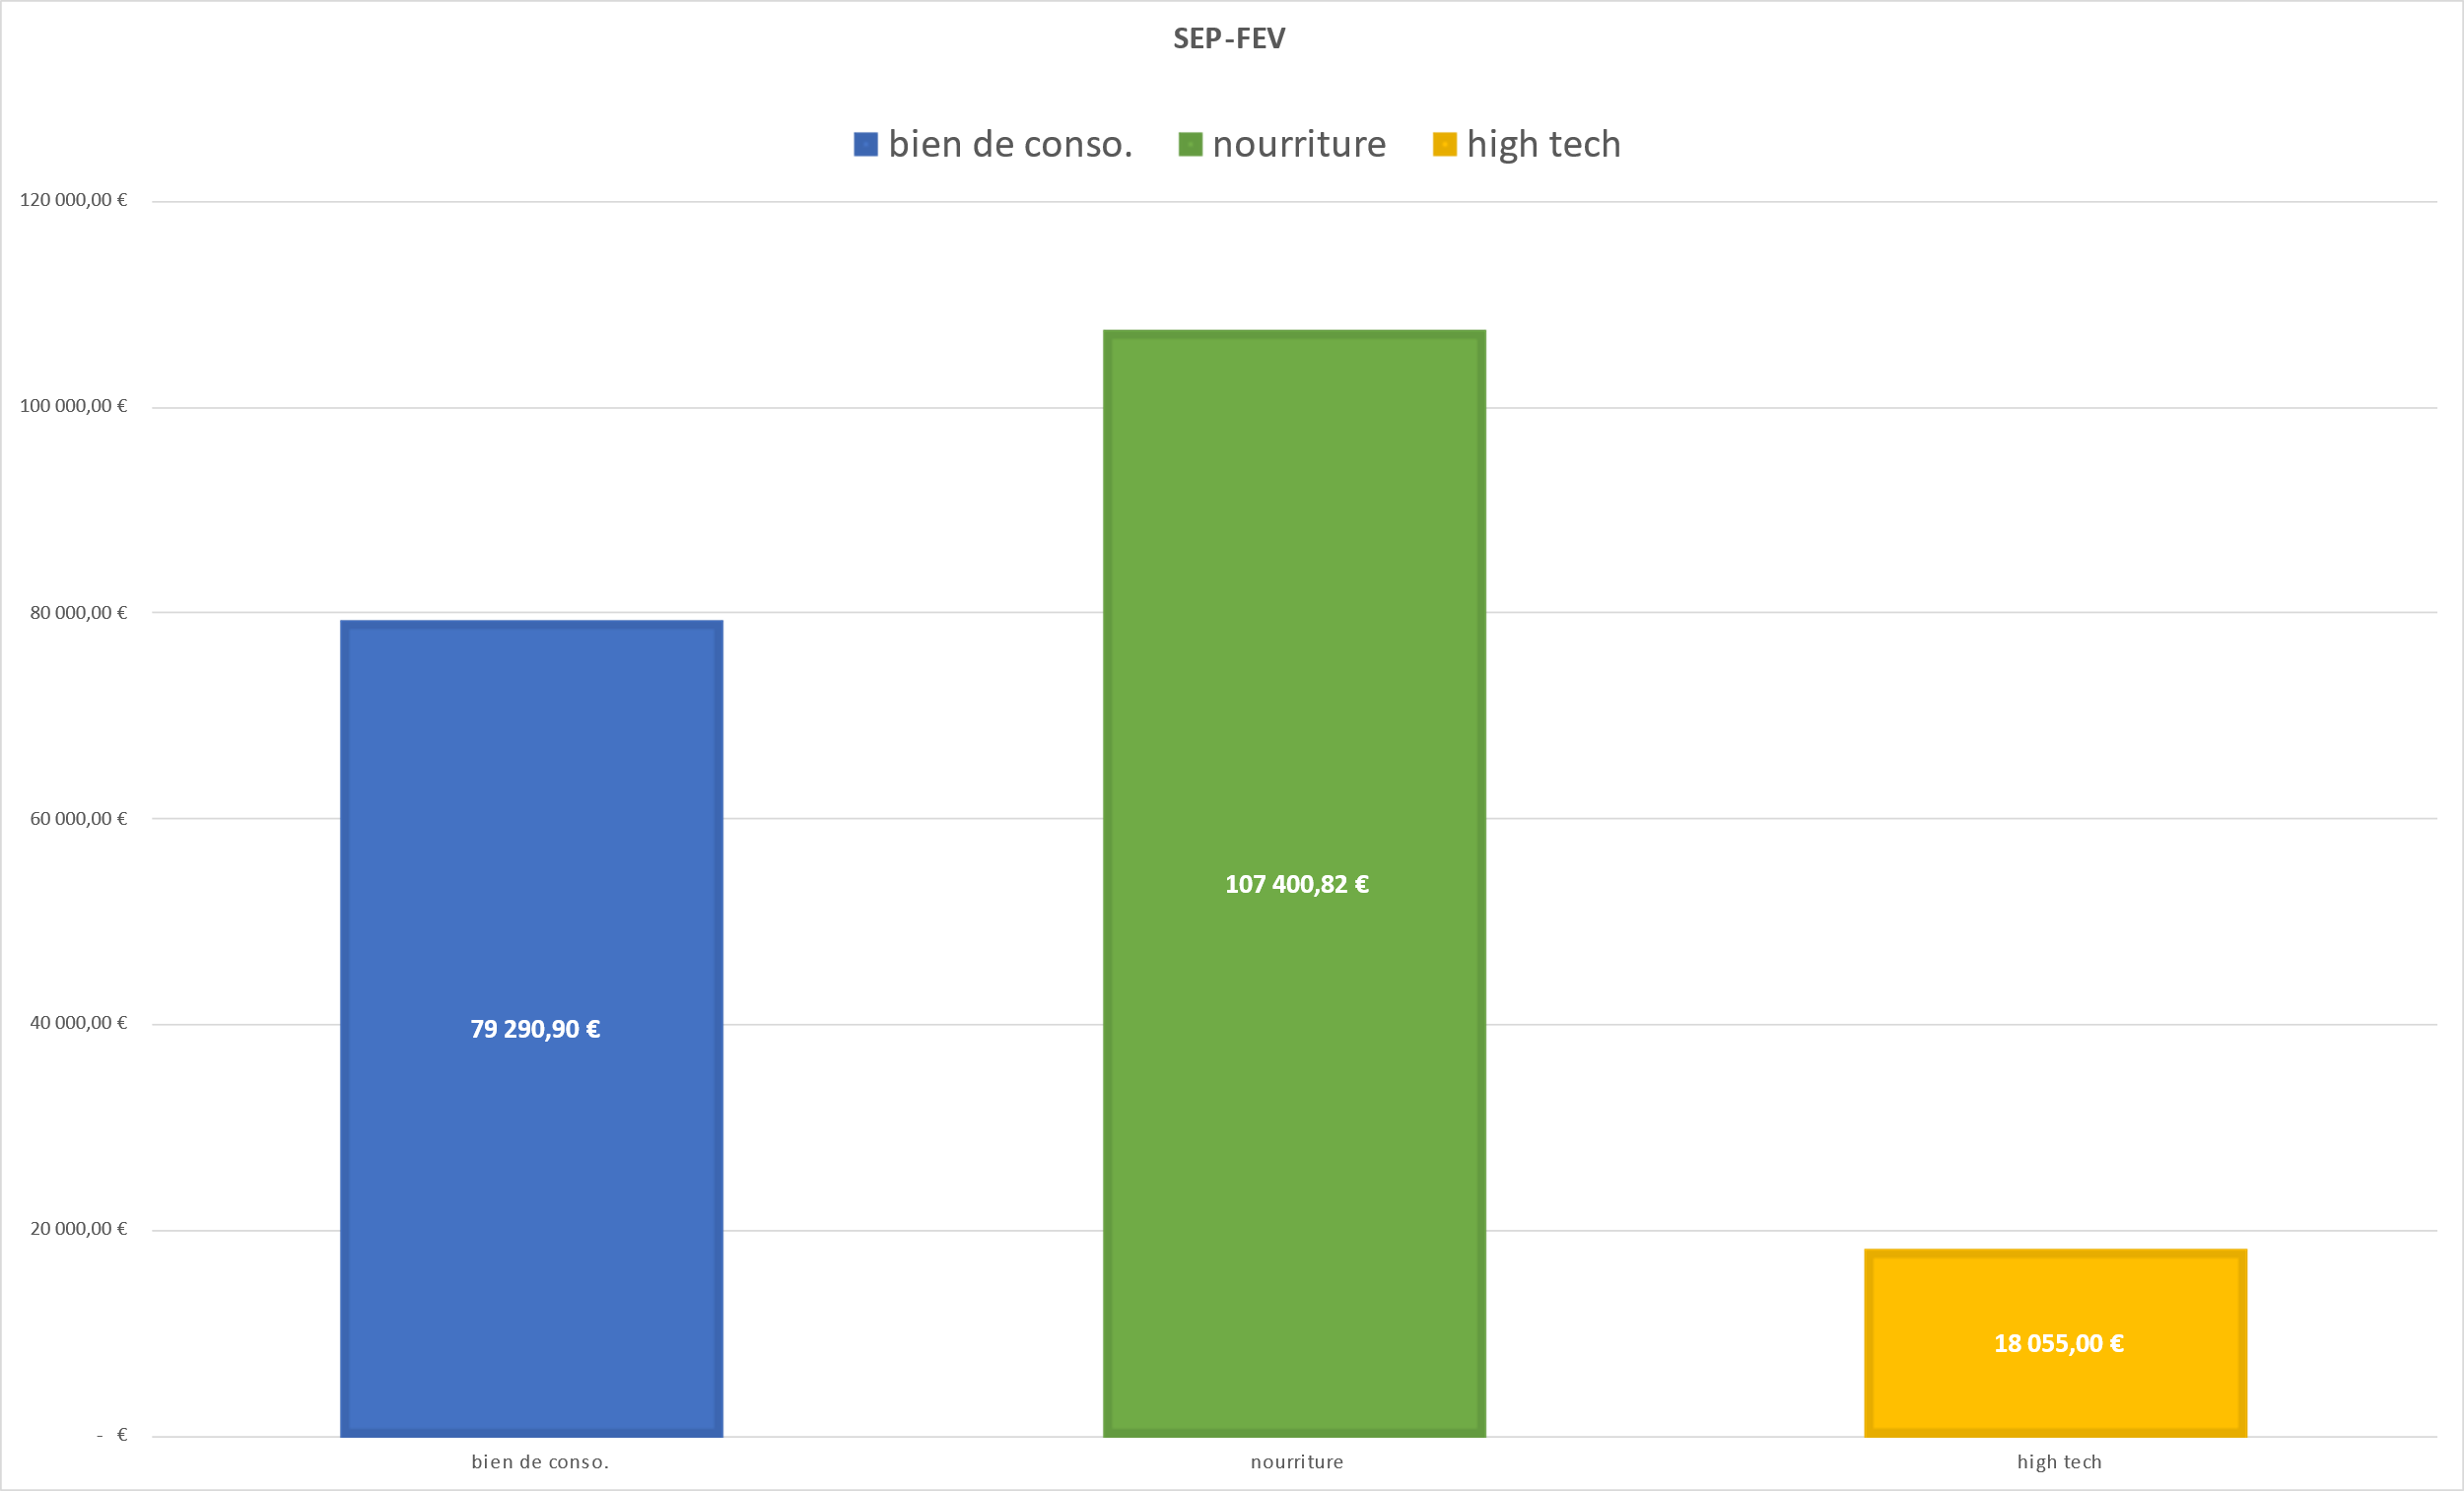 SEP-FEV
bien de conso. nourriture high tech
120 000,00 €
100 000,00 €
80 000,00 €
60 000,00 €
40 000,00 €
20 000,00 €
- €
79 290,90 €
107 400,82 €
18 055,00 €
bien de conso. nourriture high tech